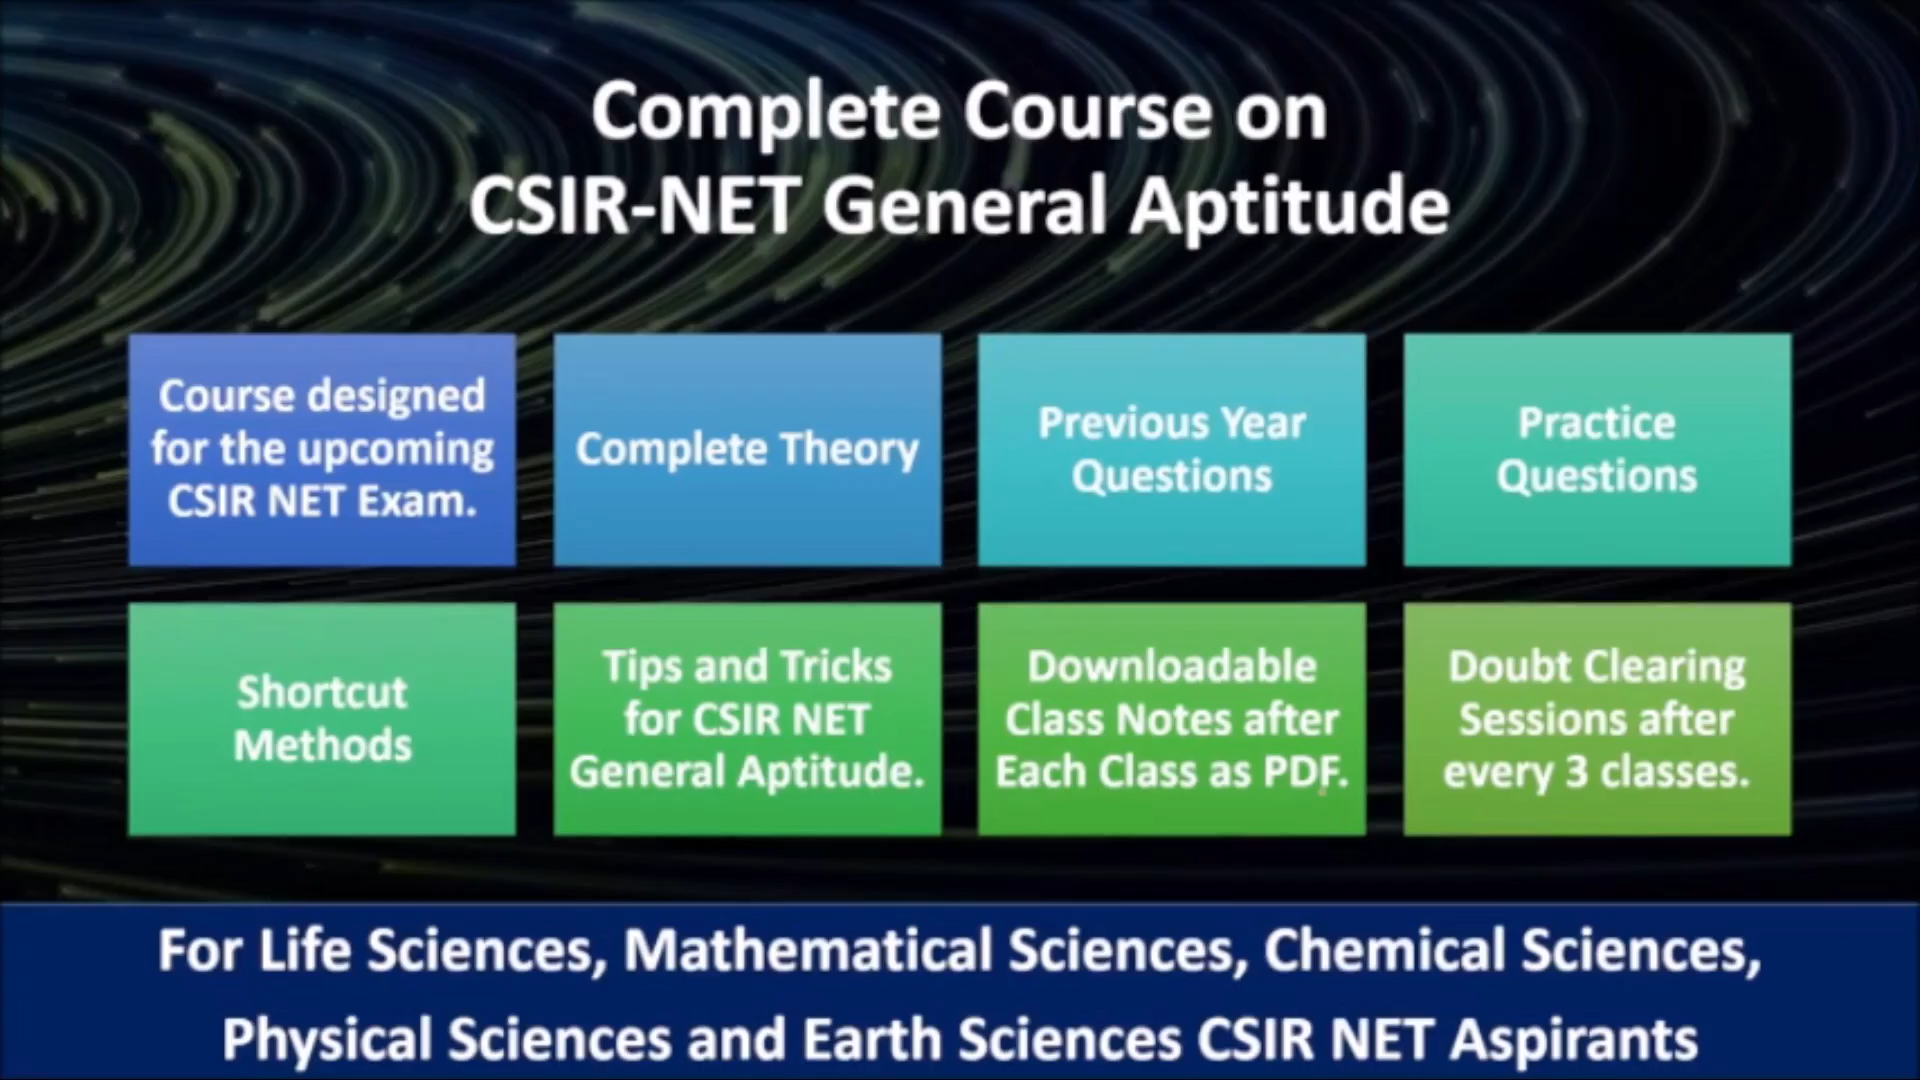 Complete Course on
CSIR-NET General Aptitude
Course designed
for the upcoming
CSIR NET Exam.
Complete Theory
Previous Year
Questions
Practice
Questions
Shortcut
Methods
Tips and Tricks
for CSIR NET
General Aptitude.
Downloadable
Class Notes after
Each Class as PDF.
Doubt Clearing
Sessions after
every 3 classes.
For Life Sciences, Mathematical Sciences, Chemical Sciences,
Physical Sciences and Earth Sciences CSIR NET Aspirants